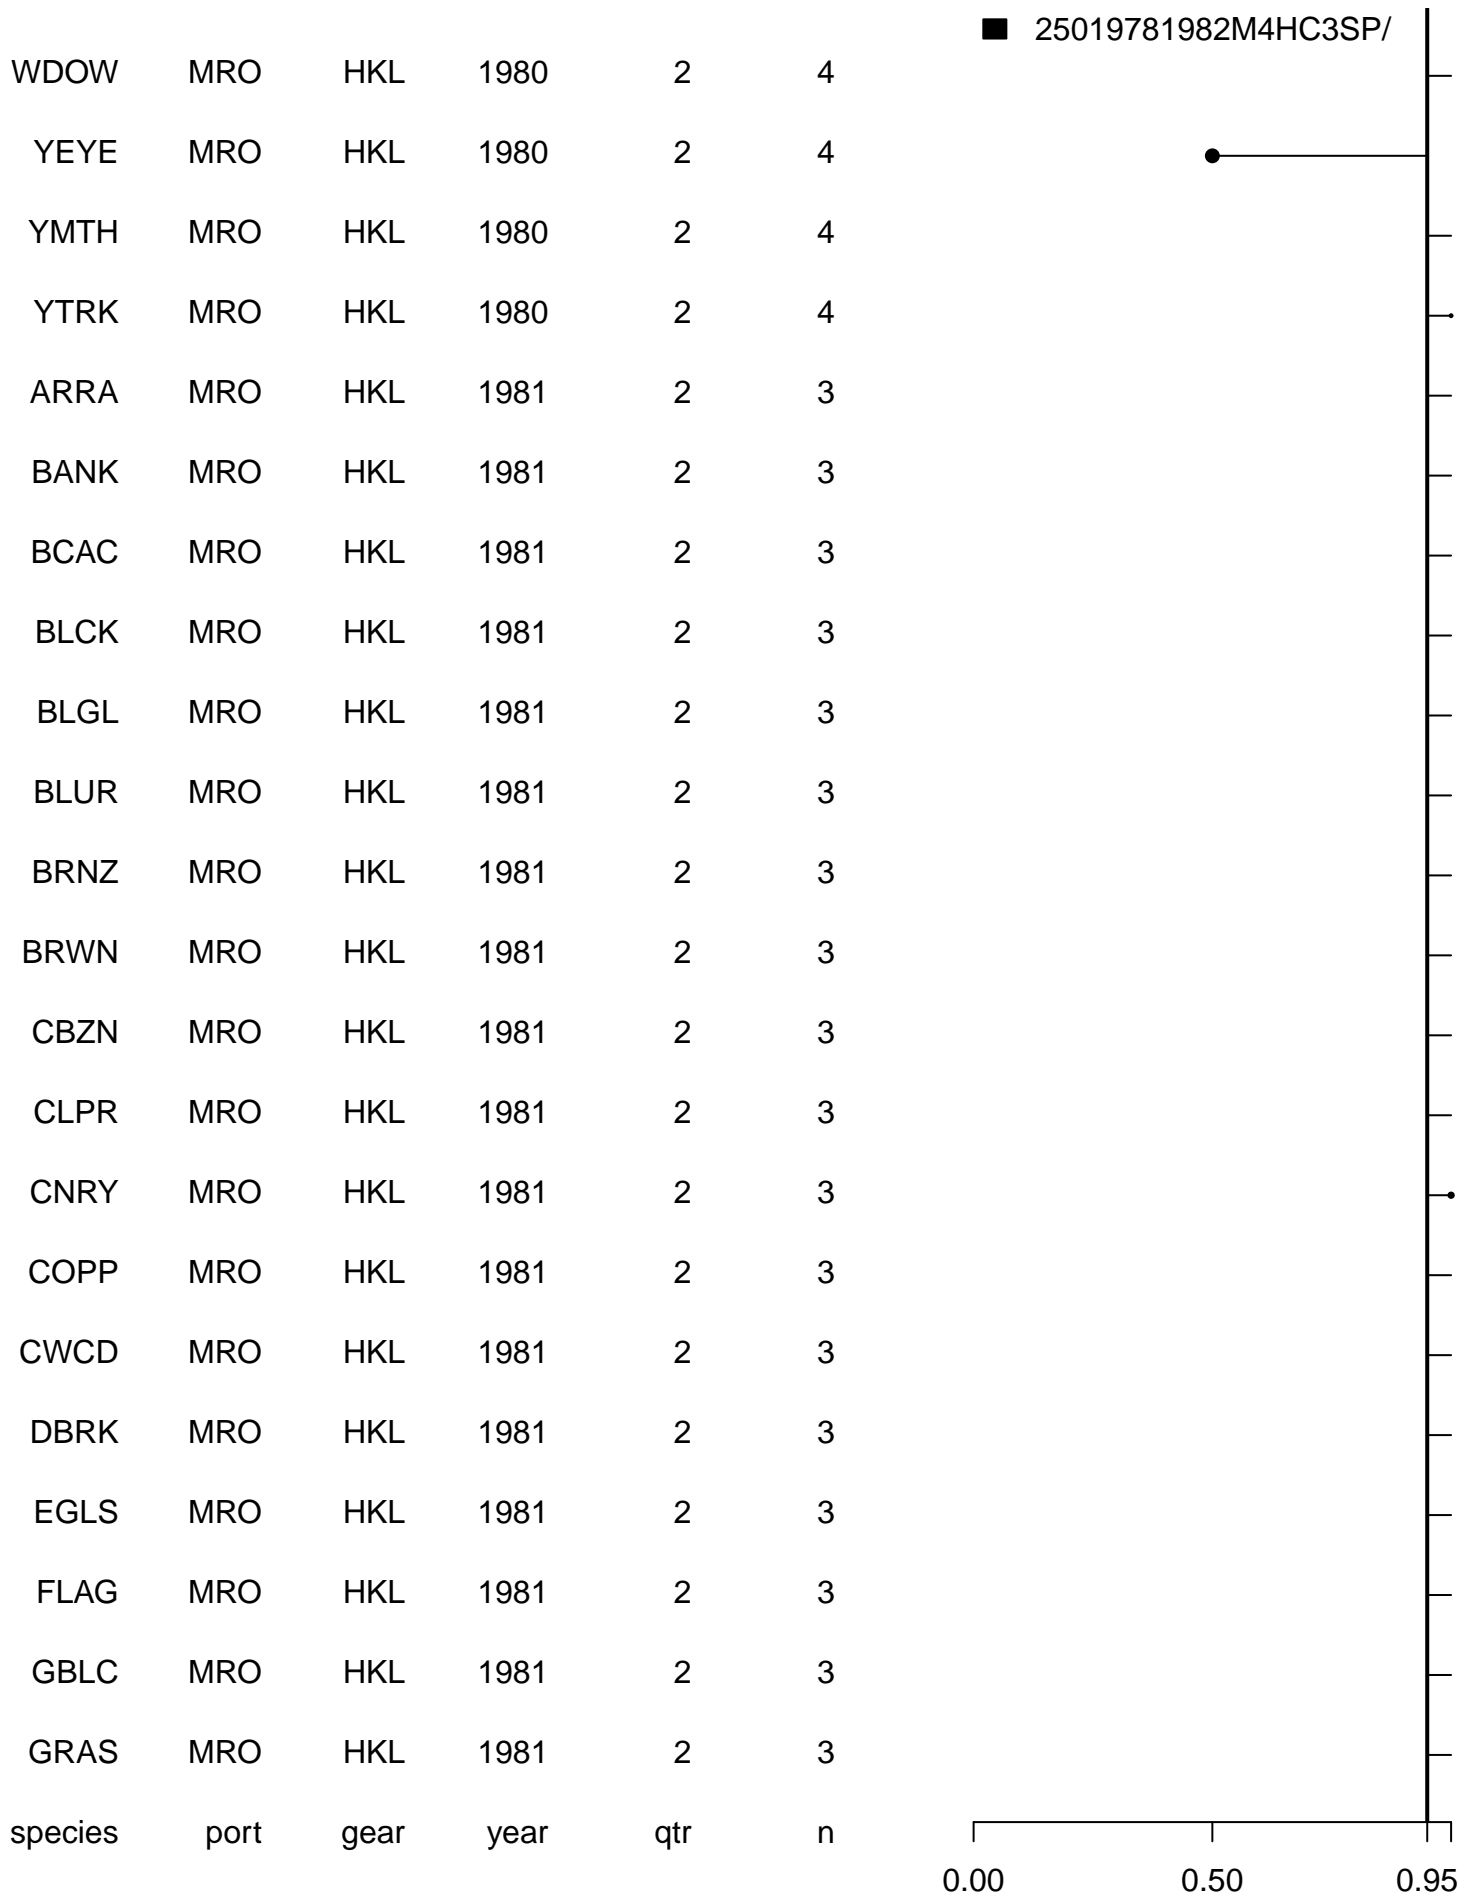 25019781982M4HC3SP/
WDOW MRO HKL 1980 2 4
YEYE MRO HKL 1980 2 4
YMTH MRO HKL 1980 2 4
YTRK MRO HKL 1980 2 4
ARRA MRO HKL 1981 2 3
BANK MRO HKL 1981 2 3
BCAC MRO HKL 1981 2 3
BLCK MRO HKL 1981 2 3
BLGL MRO HKL 1981 2 3
BLUR MRO HKL 1981 2 3
BRNZ MRO HKL 1981 2 3
BRWN MRO HKL 1981 2 3
CBZN MRO HKL 1981 2 3
CLPR MRO HKL 1981 2 3
CNRY MRO HKL 1981 2 3
COPP MRO HKL 1981 2 3
CWCD MRO HKL 1981 2 3
DBRK MRO HKL 1981 2 3
EGLS MRO HKL 1981 2 3
FLAG MRO HKL 1981 2 3
GBLC MRO HKL 1981 2 3
GRAS MRO HKL 1981 2 3
species port gear year qtr n
0.00 0.50 0.95